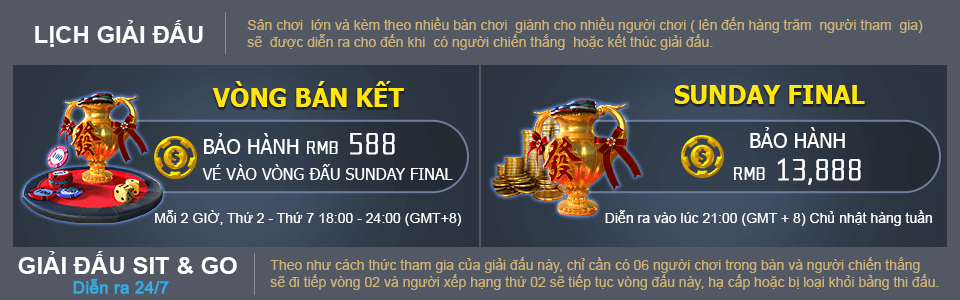 LỊCH GIẢI ĐẤU
Sân chơi lớn và kèm theo nhiều bàn chơi giành cho nhiều người chơi ( lên đến hàng trăm người tham gia)
sẽ được diễn ra cho đến khi có người chiến thắng hoặc kết thúc giải đấu.
VÒNG BÁN KẾT
BẢO HÀNH RMB 588
VÉ VÀO VÒNG ĐẤU SUNDAY FINAL
Mỗi 2 GIỜ, Thứ 2 - Thứ 7 18:00 - 24:00 (GMT+8)
SUNDAY FINAL
BẢO HÀNH
RMB 13,888
Diễn ra vào lúc 21:00 (GMT + 8) Chủ nhật hàng tuần
GIẢI ĐẤU SIT & GO
Diễn ra 24/7
Theo như cách thức tham gia của giải đấu này, chỉ cần có 06 người chơi trong bàn và người chiến thắng
sẽ đi tiếp vòng 02 và người xếp hạng thứ 02 sẽ tiếp tục vòng đấu này, hạ cấp hoặc bị loại khỏi bảng thi đấu.